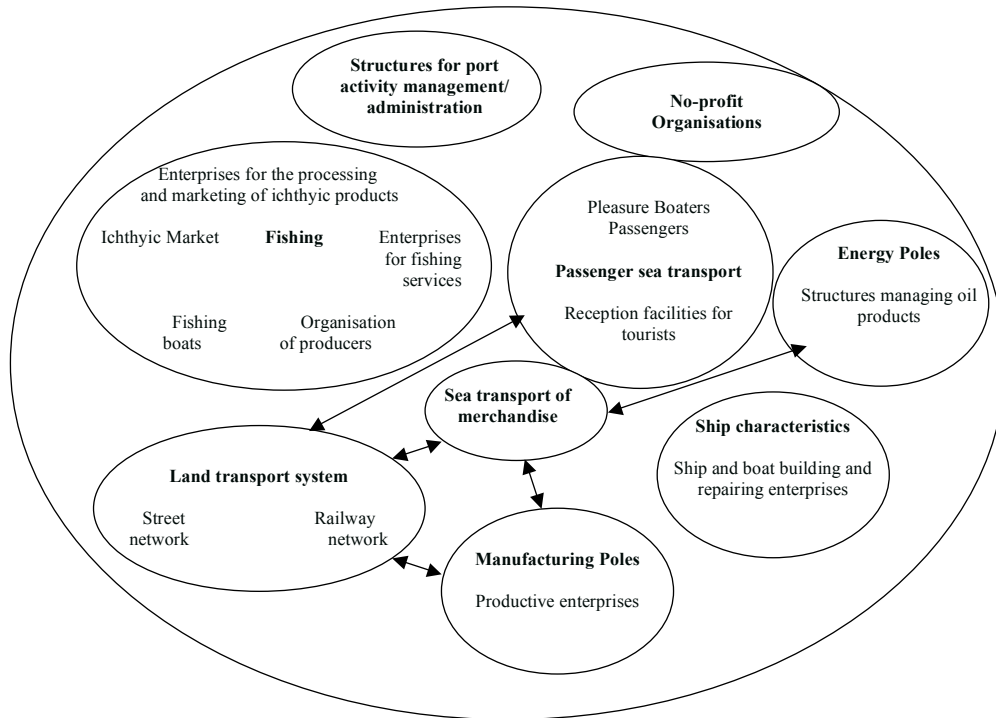 Structures for port
activity management/
administration
No-profit
Organisations
Enterprises for the processing
and marketing of ichthyic products
Ichthyic Market
Fishing
Enterprises
for fishing
services
Fishing
boats
Organisation
of producers
Pleasure Boaters
Passengers
Passenger sea transport
Reception facilities for
tourists
Energy Poles
Structures managing oil
products
Sea transport of
merchandise
Ship characteristics
Ship and boat building and
repairing enterprises
Land transport system
Street
network
Railway
network
Manufacturing Poles
Productive enterprises